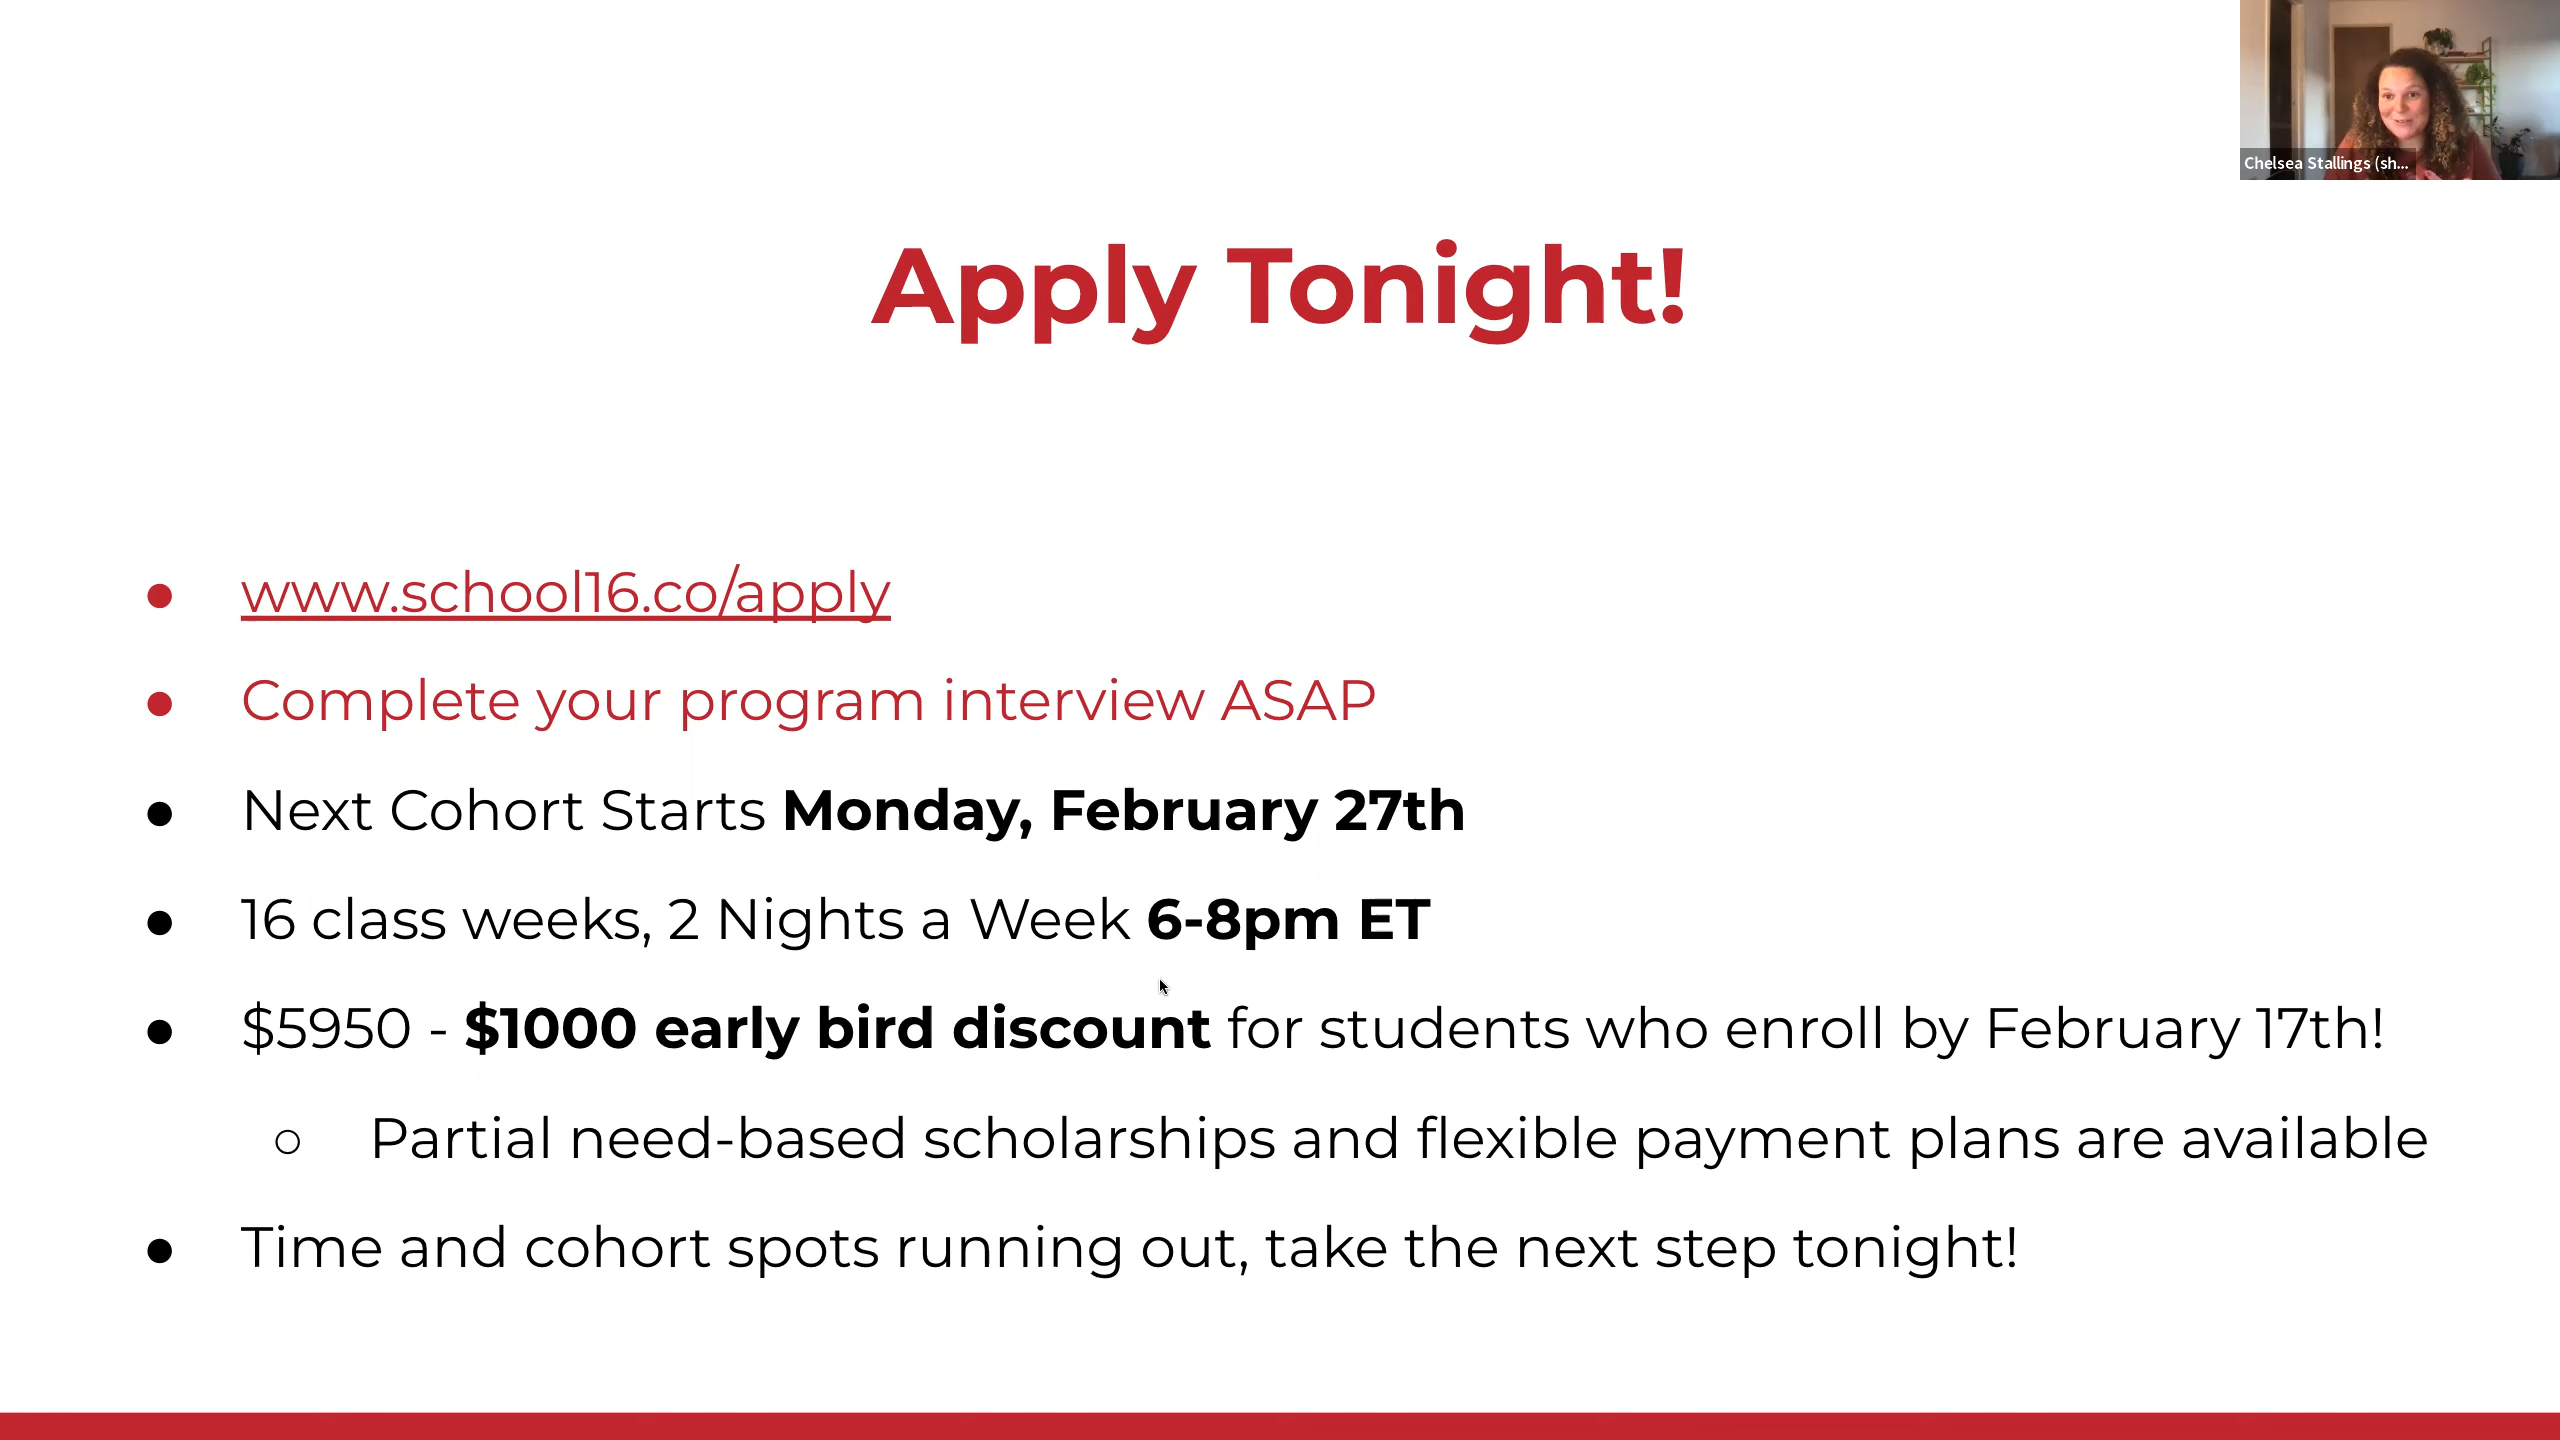 Chelsea Stallings (sh...
Apply Tonight!
● www.school16.co/apply
● Complete your program interview ASAP
● Next Cohort Starts Monday, February 27th
● 16 class weeks, 2 Nights a Week 6-8pm ET
● $5950 - $1000 early bird discount for students who enroll by February 17th!
○ Partial need-based scholarships and flexible payment plans are available
● Time and cohort spots running out, take the next step tonight!